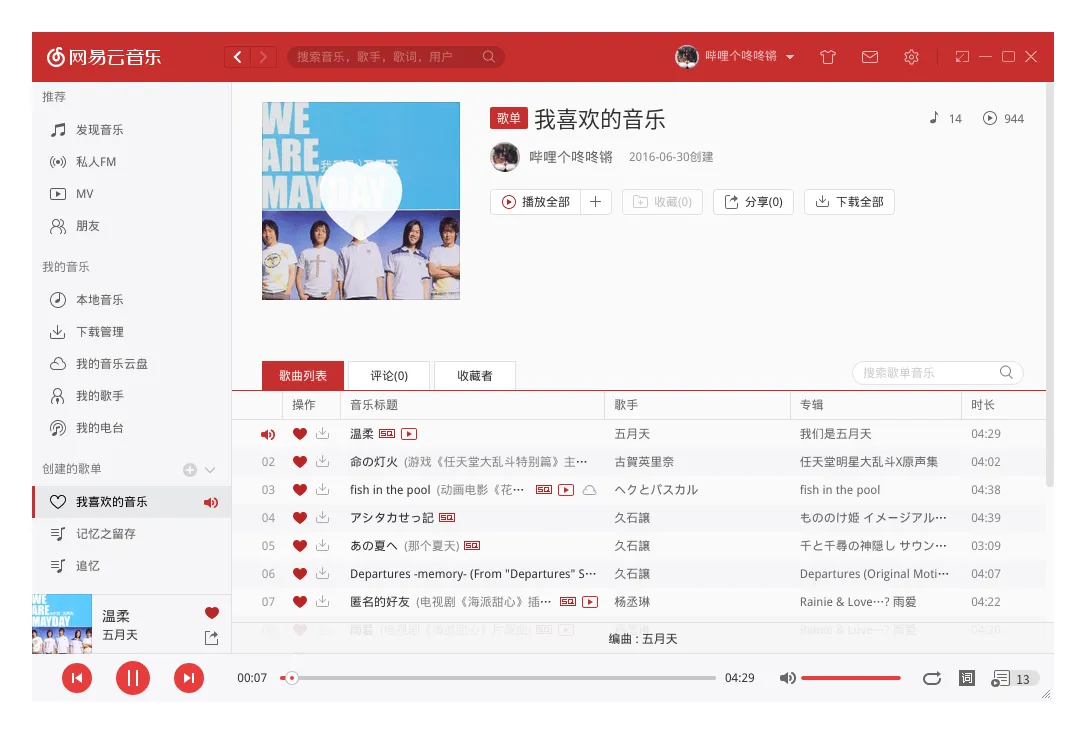 网易云音乐
搜索音乐，歌手，歌词，用户
哔哩个咚咚锵
推荐
发现音乐
私人FM
MV
朋友
我的音乐
本地音乐
下载管理
我的音乐云盘
我的歌手
我的电台
创建的歌单
我喜欢的音乐
记忆之留存
追忆
WE
ARE
MAYDAY
歌单 我喜欢的音乐
14 944
哔哩个咚咚锵 2016-06-30创建
播放全部 收藏(0) 分享(0) 下载全部
歌曲列表 评论(0) 收藏者
搜索歌单音乐
操作 音乐标题 歌手 专辑 时长
温柔 SQ 五月天 我们是五月天 04:29
02 命の灯火 (游戏《任天堂大乱斗特别篇》主… 古賀英里奈 任天堂明星大乱斗X原声集 04:02
03 fish in the pool (动画电影《花… SQ ヘクとパスカル fish in the pool 04:38
04 アシタカせっ記 SQ 久石譲 もののけ姫 イメージアル… 04:39
05 あの夏へ (那个夏天) SQ 久石譲 千と千尋の神隠し サウン… 03:09
06 Departures -memory- (From "Departures" S… 久石譲 Departures (Original Moti… 04:07
07 匿名的好友 (电视剧《海派甜心》插… SQ 杨丞琳 Rainie & Love…? 雨爱 04:22
编曲 : 五月天
WE
ARE
MAYDAY
温柔
五月天
00:07 04:29 词 13